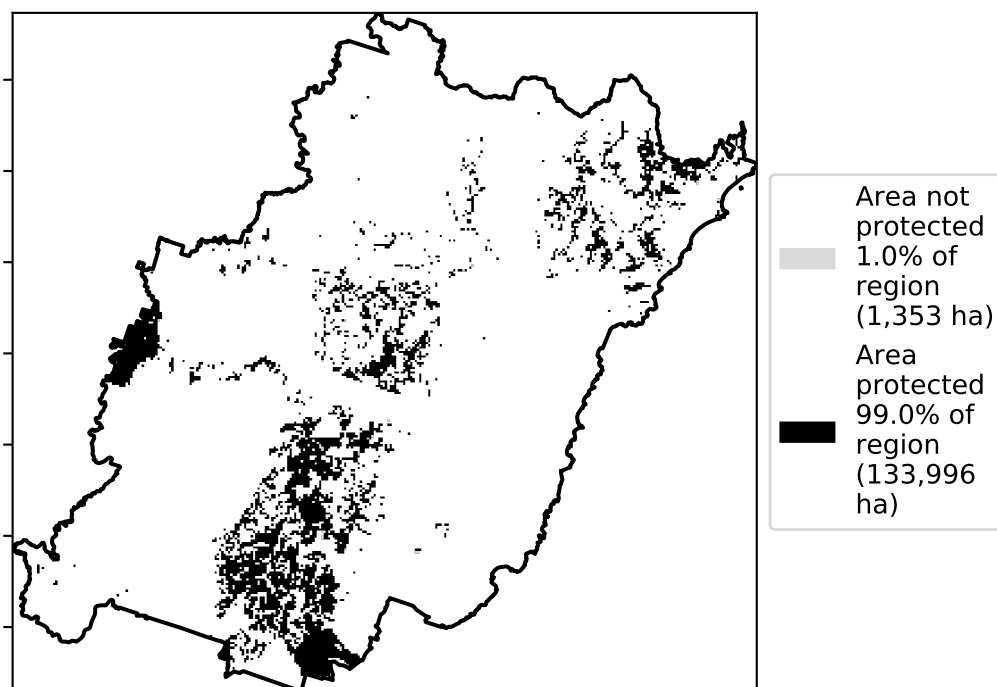 Area not
protected
1.0% of
region
(1,353 ha)
Area
protected
99.0% of
region
(133,996
ha)